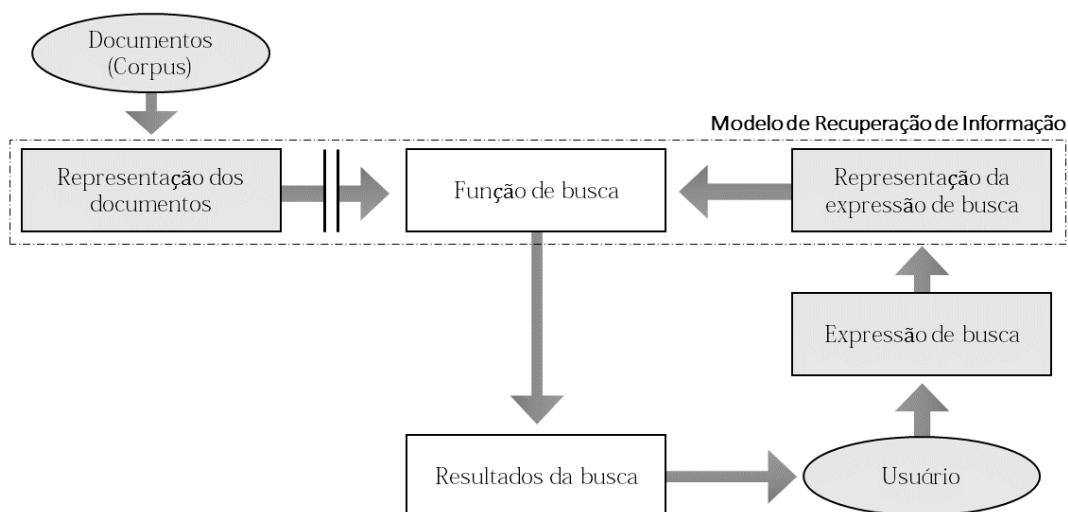 Documentos
(Corpus)
Modelo de Recuperação de Informação
Representação dos
documentos
Função de busca
Representação da
expressão de busca
Expressão de busca
Resultados da busca
Usuário